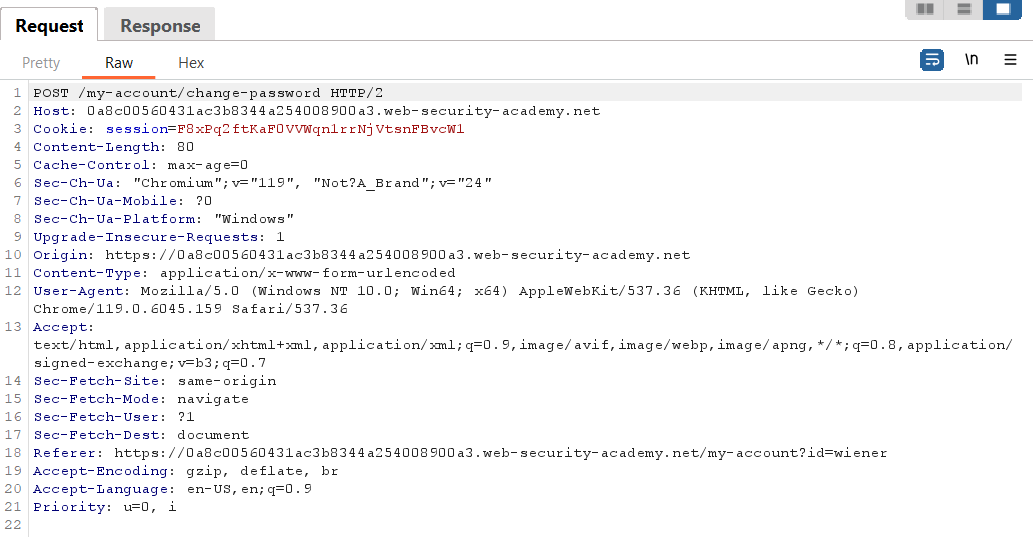 Request Response
Pretty Raw Hex \n
1 POST /my-account/change-password HTTP/2
2 Host: 0a8c00560431ac3b8344a254008900a3.web-security-academy.net
3 Cookie: session=F8xPq2ftKaF0VVWqn1rrNjVtsnFBvcW1
4 Content-Length: 80
5 Cache-Control: max-age=0
6 Sec-Ch-Ua: "Chromium";v="119", "Not?A_Brand";v="24"
7 Sec-Ch-Ua-Mobile: ?0
8 Sec-Ch-Ua-Platform: "Windows"
9 Upgrade-Insecure-Requests: 1
10 Origin: https://0a8c00560431ac3b8344a254008900a3.web-security-academy.net
11 Content-Type: application/x-www-form-urlencoded
12 User-Agent: Mozilla/5.0 (Windows NT 10.0; Win64; x64) AppleWebKit/537.36 (KHTML, like Gecko)
Chrome/119.0.6045.159 Safari/537.36
13 Accept:
text/html,application/xhtml+xml,application/xml;q=0.9,image/avif,image/webp,image/apng,*/*;q=0.8,application/
signed-exchange;v=b3;q=0.7
14 Sec-Fetch-Site: same-origin
15 Sec-Fetch-Mode: navigate
16 Sec-Fetch-User: ?1
17 Sec-Fetch-Dest: document
18 Referer: https://0a8c00560431ac3b8344a254008900a3.web-security-academy.net/my-account?id=wiener
19 Accept-Encoding: gzip, deflate, br
20 Accept-Language: en-US,en;q=0.9
21 Priority: u=0, i
22